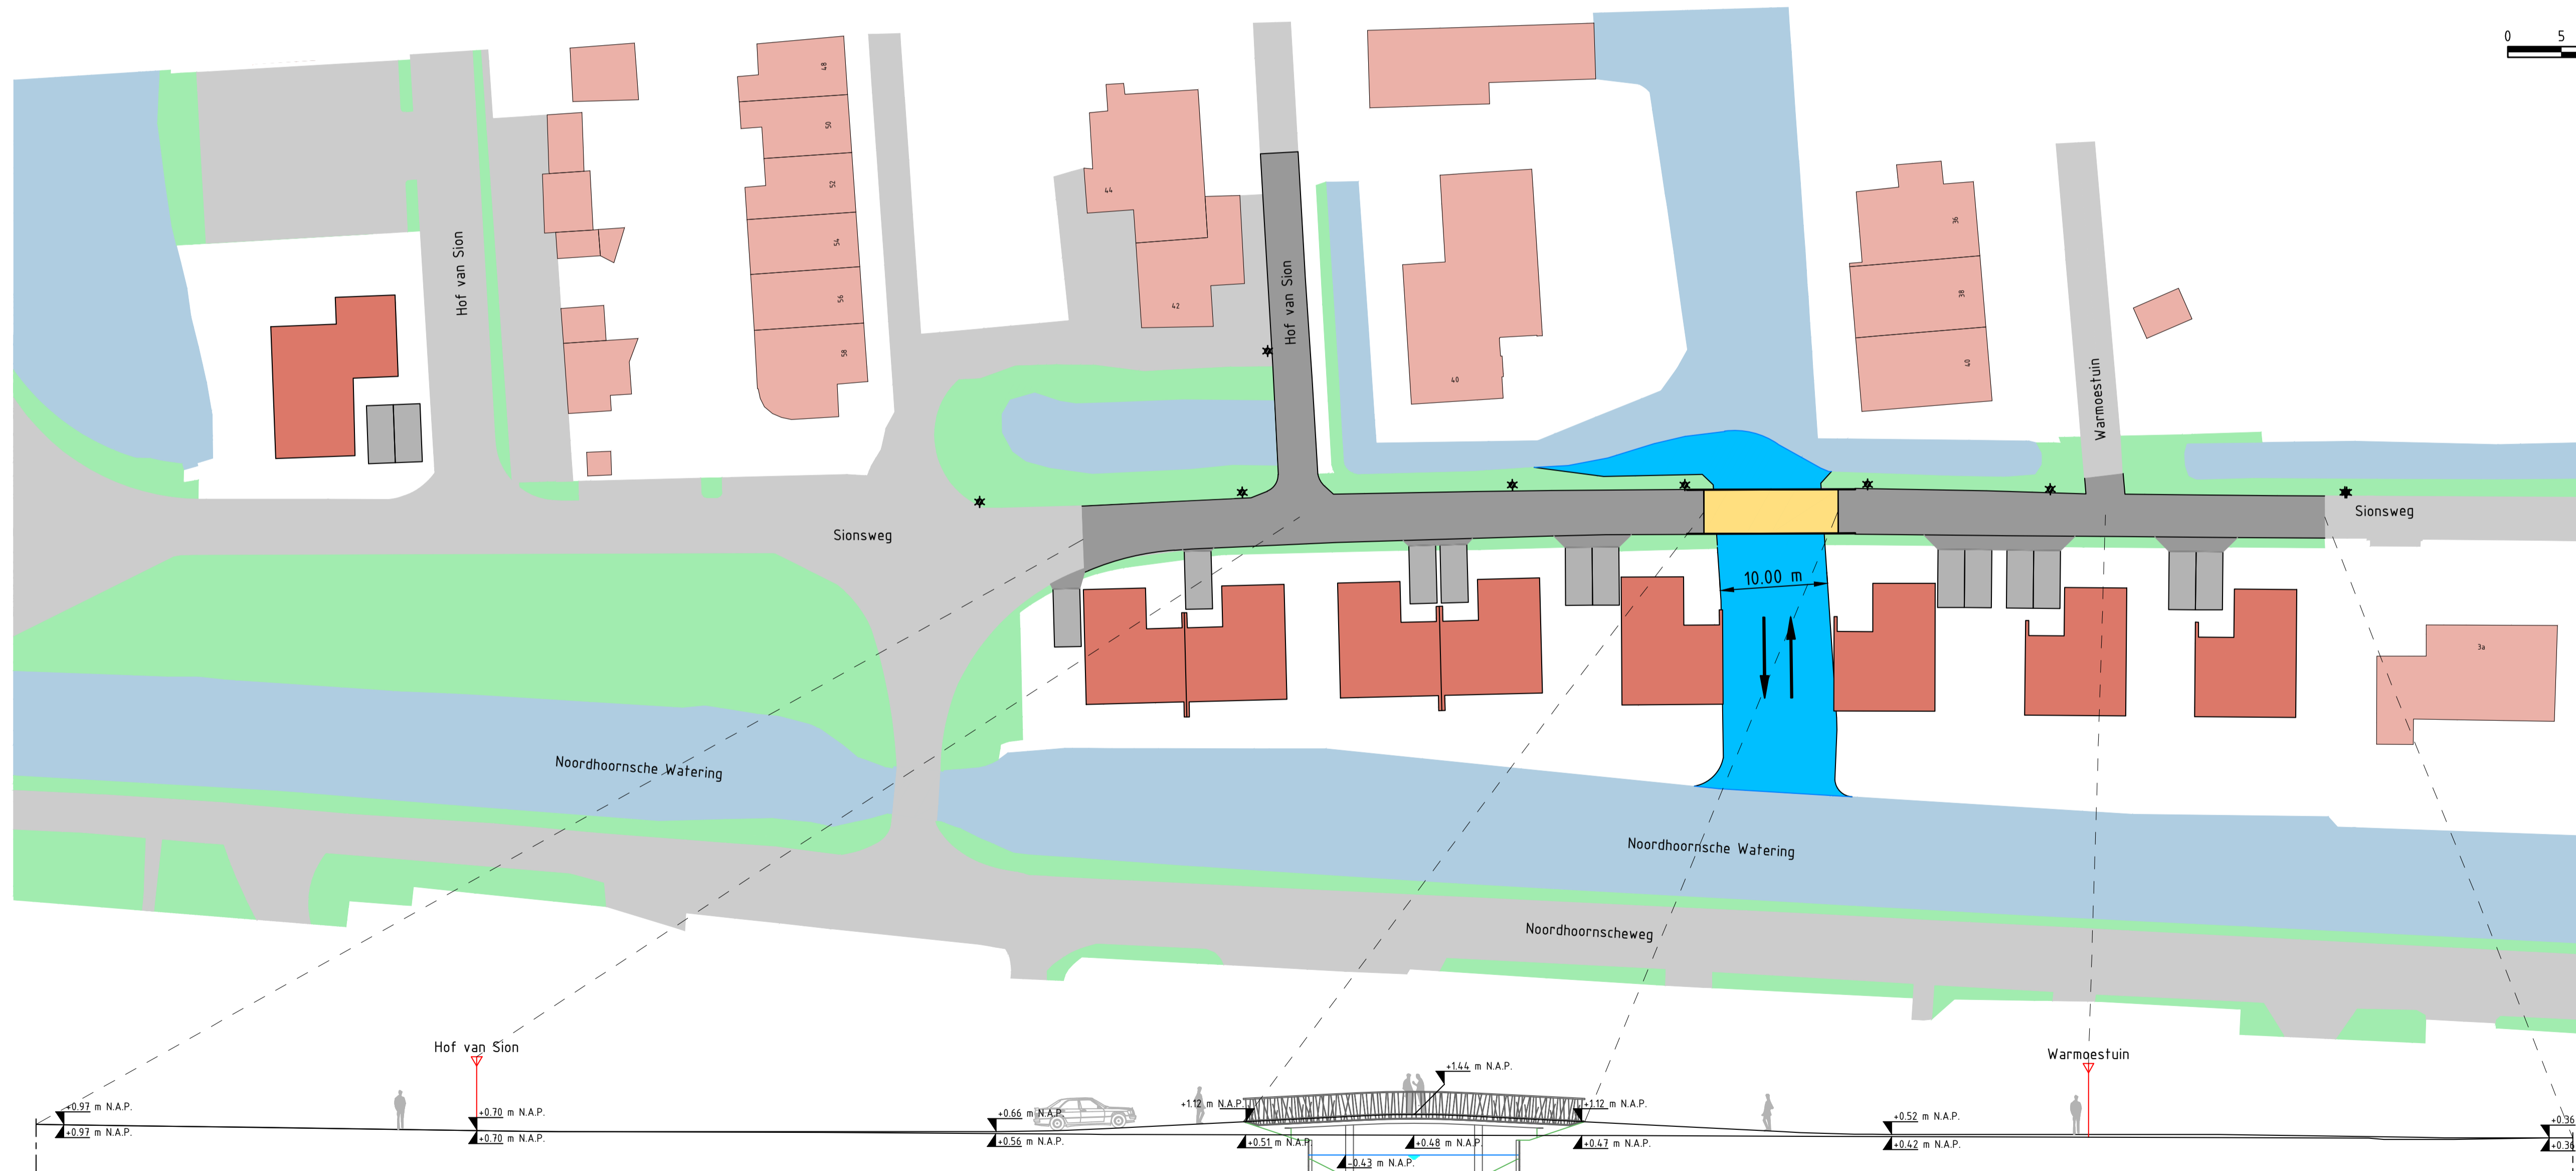 0 5
48
50
52
54
56
58
44
42
40
36
38
40
Hof van Sion
Hof van Sion
Warmoestuin
Sionsweg
Sionsweg
10.00 m
3a
Noordhoornsche Watering
Noordhoornsche Watering
Noordhoornscheweg
Hof van Sion
Warmoestuin
+1.44 m N.A.P.
+0.97 m N.A.P.
+0.70 m N.A.P.
+0.66 m N.A.P.
+1.12 m N.A.P.
+1.12 m N.A.P.
+0.52 m N.A.P.
+0.36
+0.97 m N.A.P.
+0.70 m N.A.P.
+0.56 m N.A.P.
+0.51 m N.A.P.
+0.48 m N.A.P.
+0.47 m N.A.P.
+0.42 m N.A.P.
+0.36
-0.43 m N.A.P.